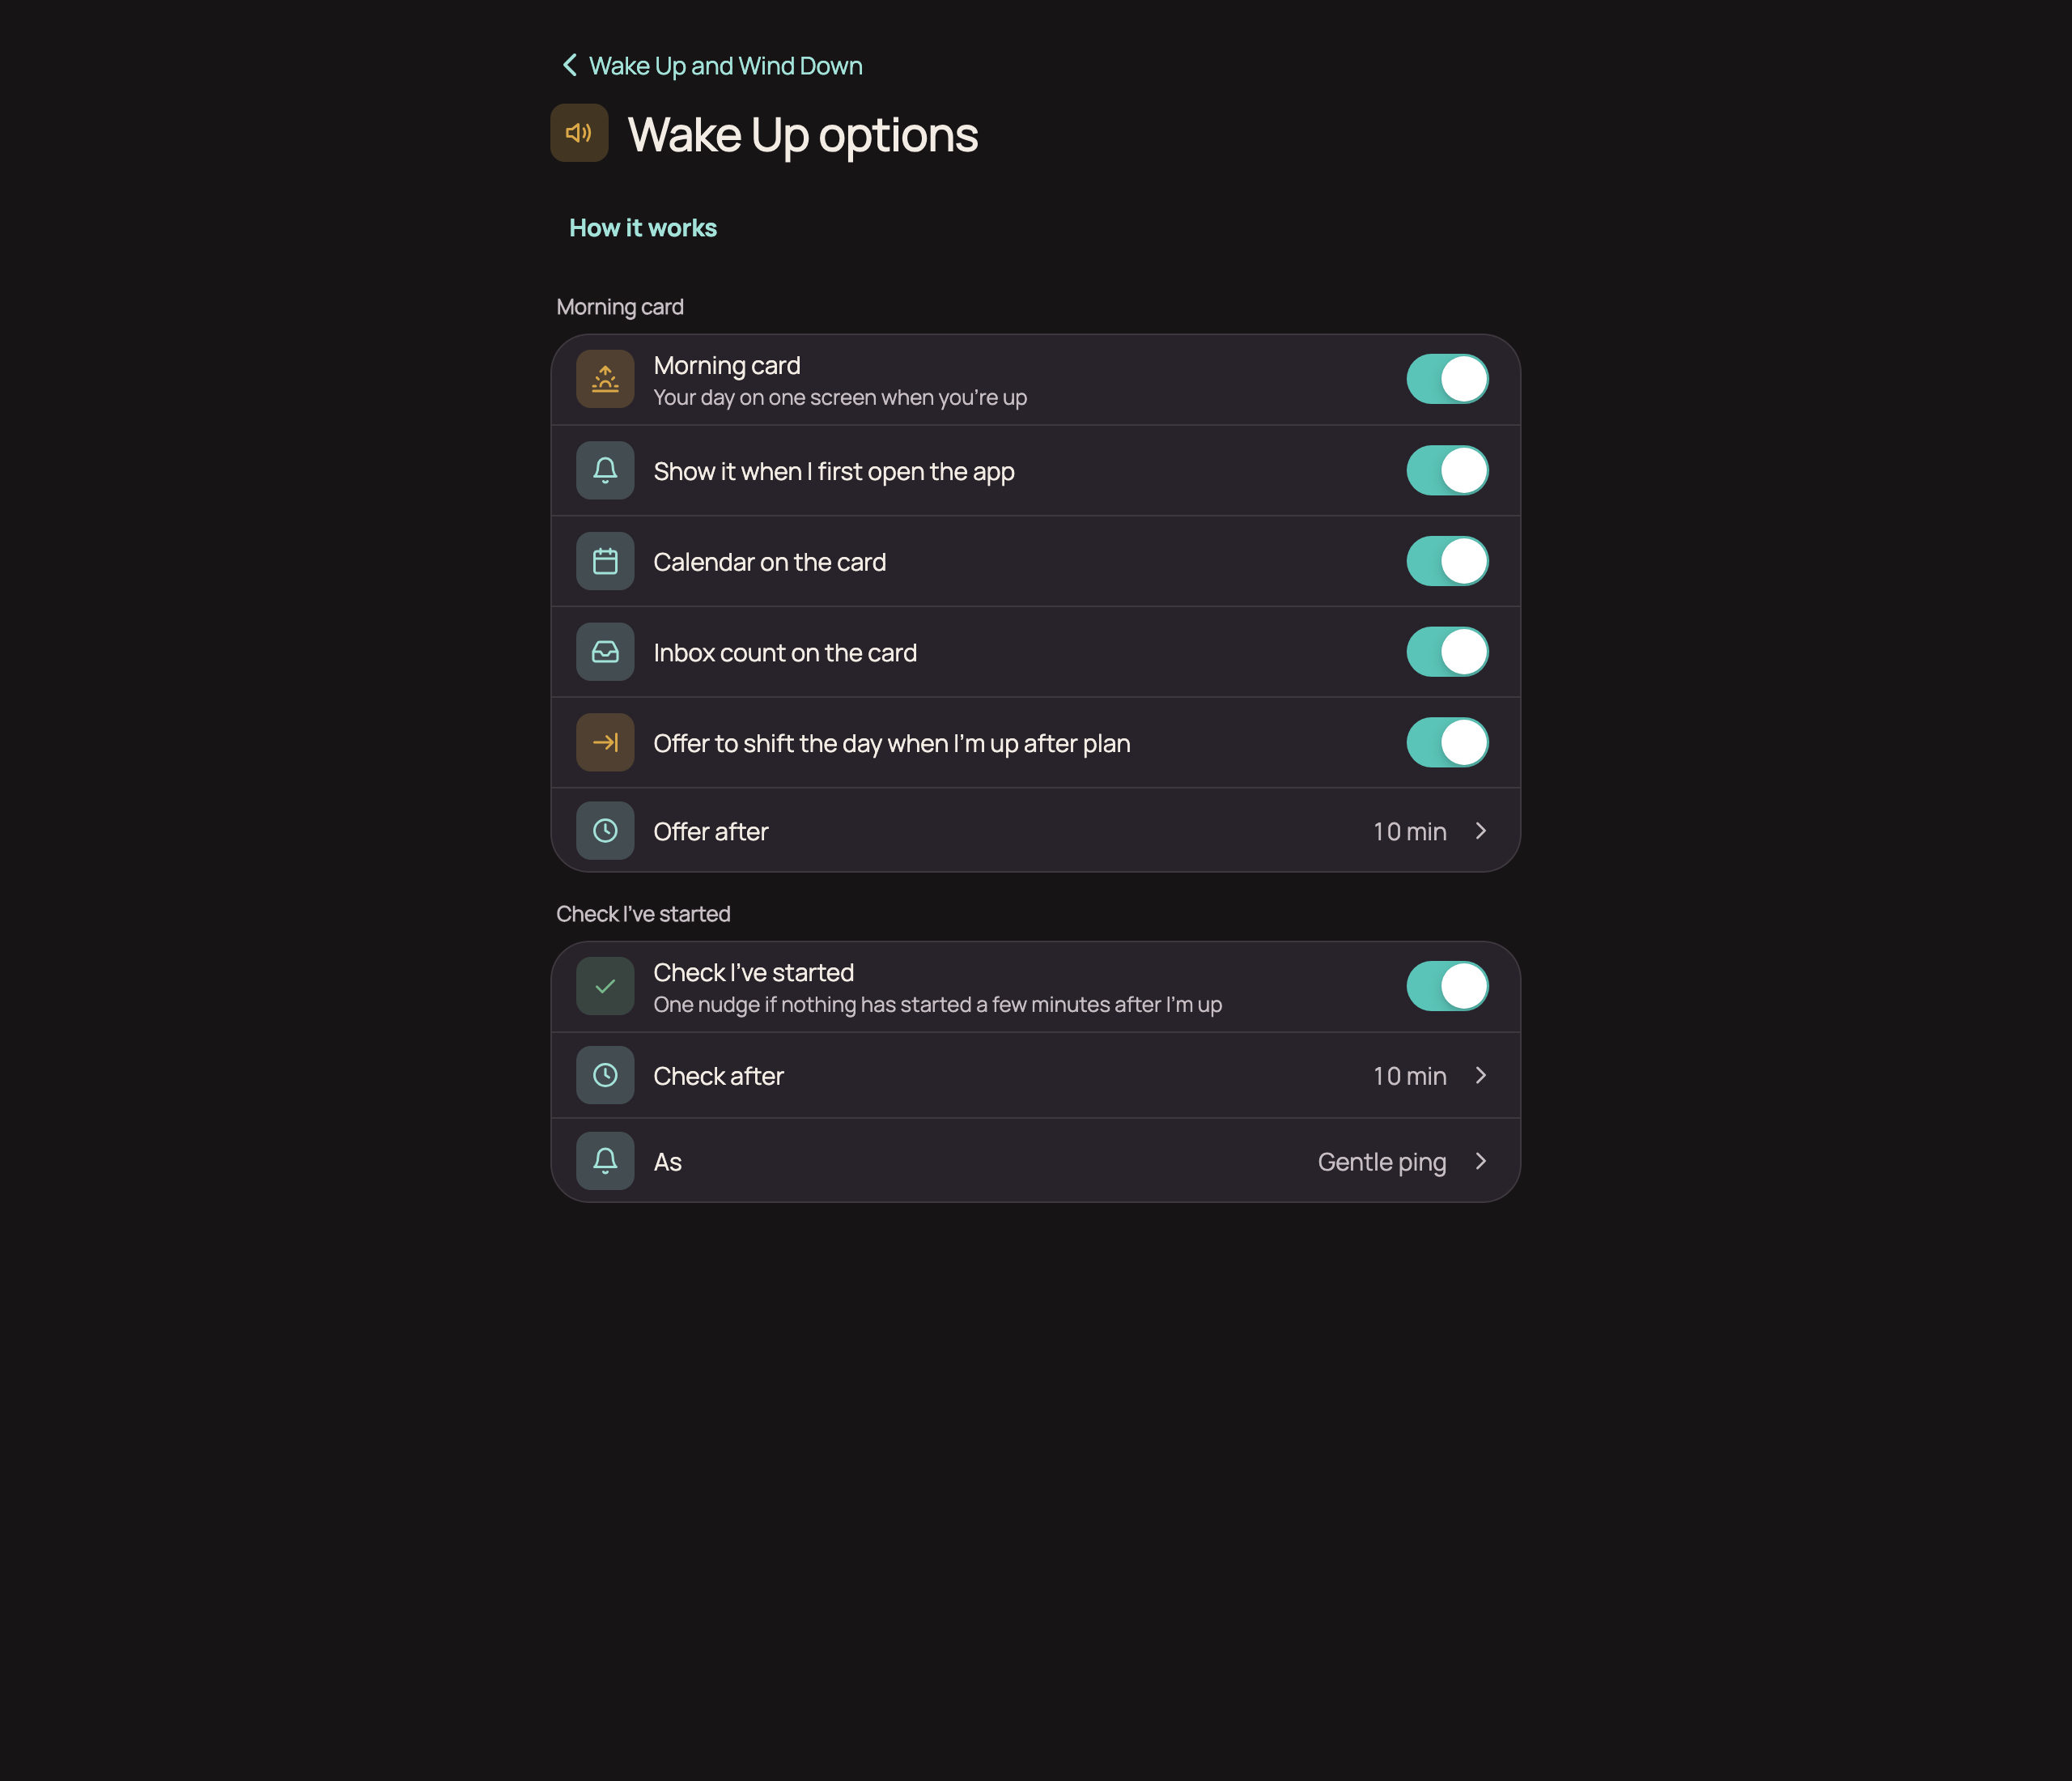 Wake Up and Wind Down
Wake Up options
How it works
Morning card
Morning card
Your day on one screen when you're up
Show it when I first open the app
Calendar on the card
Inbox count on the card
Offer to shift the day when I'm up after plan
Offer after 10 min
Check I've started
Check I've started
One nudge if nothing has started a few minutes after I'm up
Check after 10 min
As Gentle ping